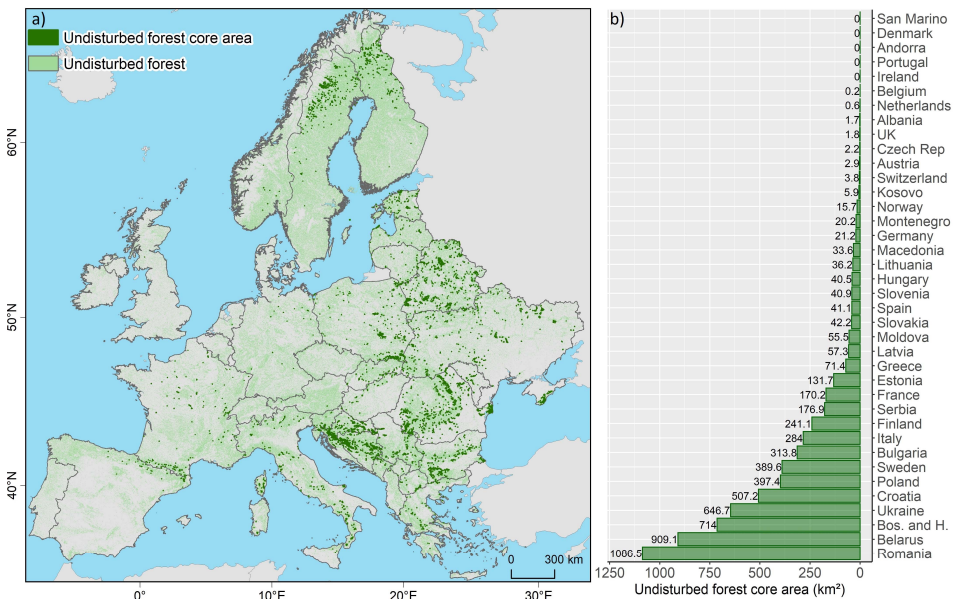 a)
Undisturbed forest core area
Undisturbed forest
60°N
50°N
40°N
0 300 km
0° 10°E 20°E 30°E
b)
0 San Marino
0 Denmark
0 Andorra
0 Portugal
0 Ireland
0.2 Belgium
0.6 Netherlands
1.7 Albania
1.8 UK
2.2 Czech Rep
2.9 Austria
3.8 Switzerland
5.9 Kosovo
15.7 Norway
20.2 Montenegro
21.2 Germany
33.6 Macedonia
36.2 Lithuania
40.5 Hungary
40.9 Slovenia
41.1 Spain
42.2 Slovakia
55.5 Moldova
57.3 Latvia
71.4 Greece
131.7 Estonia
170.2 France
176.9 Serbia
241.1 Finland
284 Italy
313.8 Bulgaria
389.6 Sweden
397.4 Poland
507.2 Croatia
646.7 Ukraine
714 Bos. and H.
909.1 Belarus
1006.5 Romania
1250 1000 750 500 250 0
Undisturbed forest core area (km²)